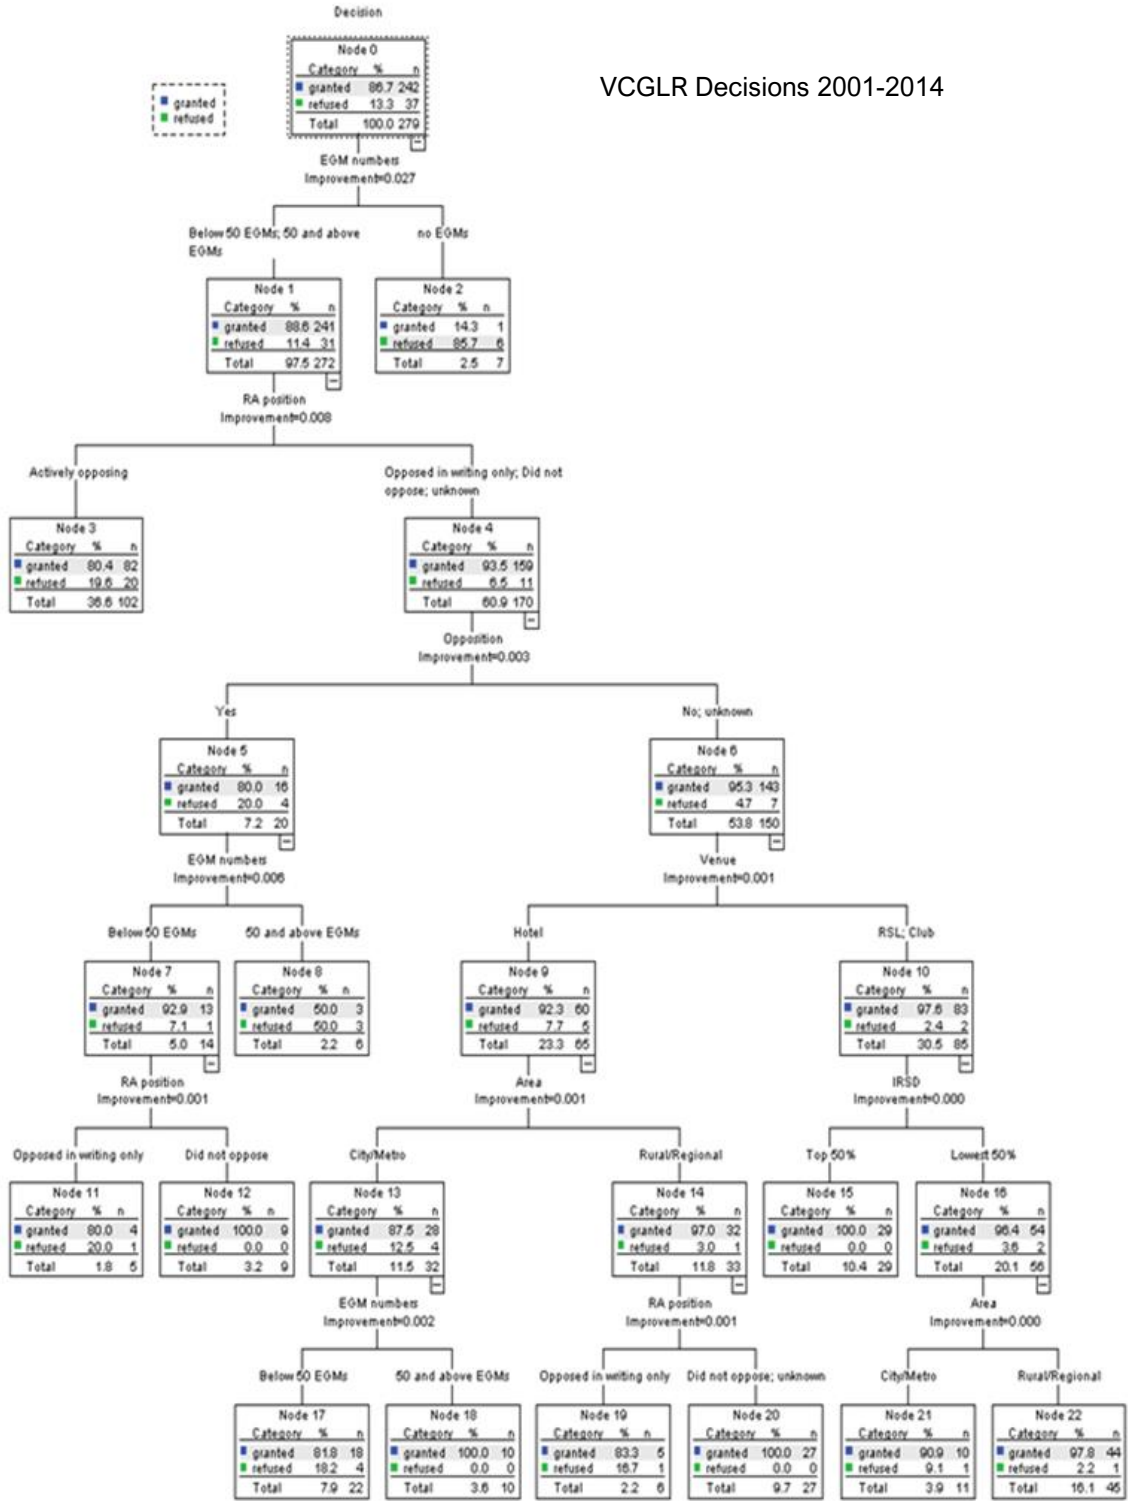 Decision
VCGLR Decisions 2001-2014
granted
refused
Node 0
Category % n
granted 86.7 242
refused 13.3 37
Total 100.0 279
EGM numbers
Improvement=0.027
Below 50 EGMs; 50 and above
EGMs
no EGMs
Node 1
Category % n
granted 88.6 241
refused 11.4 31
Total 97.5 272
Node 2
Category % n
granted 14.3 1
refused 85.7 6
Total 2.5 7
RA position
Improvement=0.008
Actively opposing
Opposed in writing only; Did not
oppose; unknown
Node 3
Category % n
granted 80.4 82
refused 19.6 20
Total 36.6 102
Node 4
Category % n
granted 93.5 159
refused 6.5 11
Total 60.9 170
Opposition
Improvement=0.003
Yes
No; unknown
Node 5
Category % n
granted 80.0 16
refused 20.0 4
Total 7.2 20
Node 6
Category % n
granted 95.3 143
refused 4.7 7
Total 53.8 150
EGM numbers
Improvement=0.006
Venue
Improvement=0.001
Below 50 EGMs
50 and above EGMs
Hotel
RSL; Club
Node 7
Category % n
granted 92.9 13
refused 7.1 1
Total 5.0 14
Node 8
Category % n
granted 50.0 3
refused 50.0 3
Total 2.2 6
Node 9
Category % n
granted 92.3 60
refused 7.7 5
Total 23.3 65
Node 10
Category % n
granted 97.6 83
refused 2.4 2
Total 30.5 85
RA position
Improvement=0.001
Area
Improvement=0.001
IRSD
Improvement=0.000
Opposed in writing only
Did not oppose
City/Metro
Rural/Regional
Top 50%
Lowest 50%
Node 11
Category % n
granted 80.0 4
refused 20.0 1
Total 1.8 5
Node 12
Category % n
granted 100.0 9
refused 0.0 0
Total 3.2 9
Node 13
Category % n
granted 87.5 28
refused 12.5 4
Total 11.5 32
Node 14
Category % n
granted 97.0 32
refused 3.0 1
Total 11.8 33
Node 15
Category % n
granted 100.0 29
refused 0.0 0
Total 10.4 29
Node 16
Category % n
granted 96.4 54
refused 3.6 2
Total 20.1 56
EGM numbers
Improvement=0.002
RA position
Improvement=0.001
Area
Improvement=0.000
Below 50 EGMs
50 and above EGMs
Opposed in writing only
Did not oppose; unknown
City/Metro
Rural/Regional
Node 17
Category % n
granted 81.8 18
refused 18.2 4
Total 7.9 22
Node 18
Category % n
granted 100.0 10
refused 0.0 0
Total 3.6 10
Node 19
Category % n
granted 83.3 5
refused 16.7 1
Total 2.2 6
Node 20
Category % n
granted 100.0 27
refused 0.0 0
Total 9.7 27
Node 21
Category % n
granted 90.9 10
refused 9.1 1
Total 3.9 11
Node 22
Category % n
granted 97.8 44
refused 2.2 1
Total 16.1 45